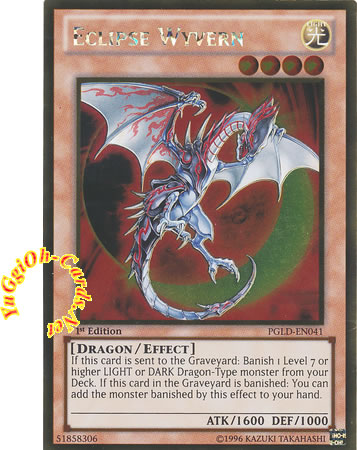 Eclipse Wyvern
LIGHT
光
YuGgiOh-Cards.Net
1st Edition
PGLD-EN041
[Dragon/Effect]
If this card is sent to the Graveyard: Banish 1 Level 7 or
higher LIGHT or DARK Dragon-Type monster from your
Deck. If this card in the Graveyard is banished: You can
add the monster banished by this effect to your hand.
ATK/1600 DEF/1000
51858306
©1996 KAZUKI TAKAHASHI